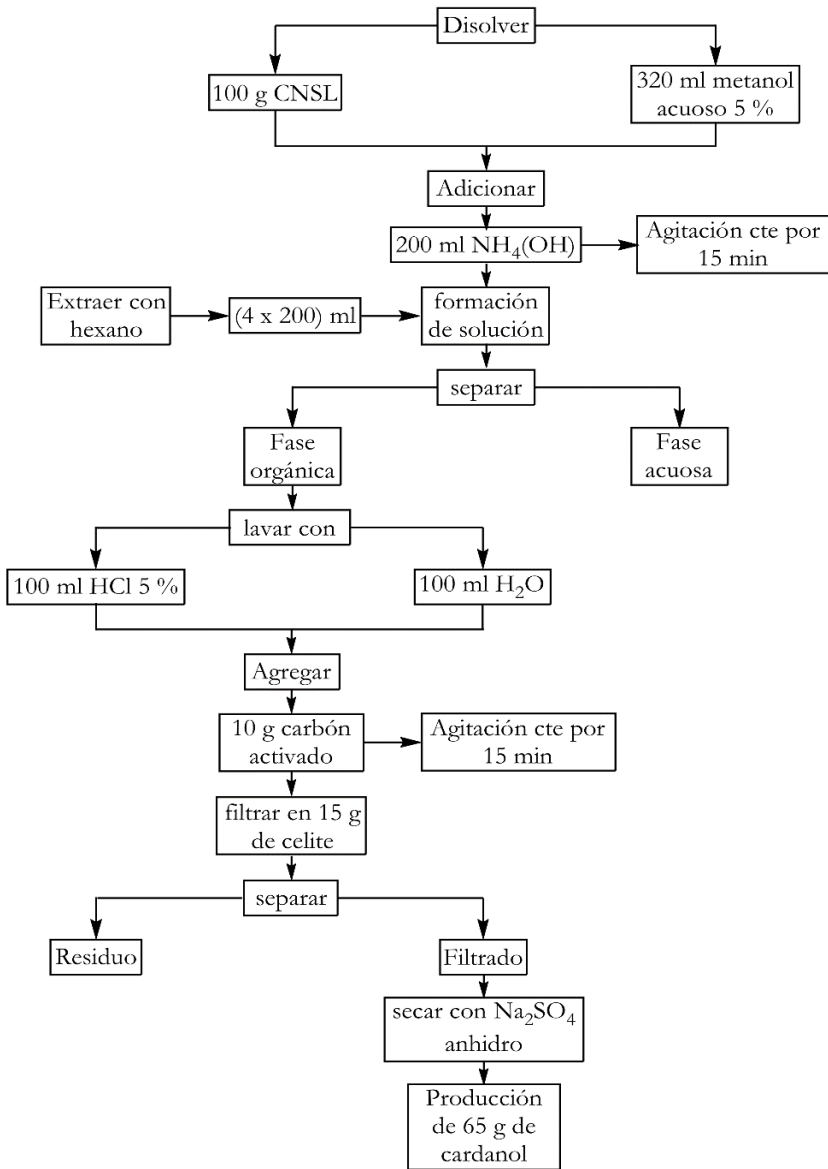 Disolver
100 g CNSL
320 ml metanol
acuoso 5 %
Adicionar
200 ml NH₄(OH)
Agitación cte por
15 min
Extraer con
hexano
(4 x 200) ml
formación
de solución
separar
Fase
orgánica
Fase
acuosa
lavar con
100 ml HCl 5 %
100 ml H₂O
Agregar
10 g carbón
activado
Agitación cte por
15 min
filtrar en 15 g
de celite
separar
Residuo
Filtrado
secar con Na₂SO₄
anhidro
Producción
de 65 g de
cardanol